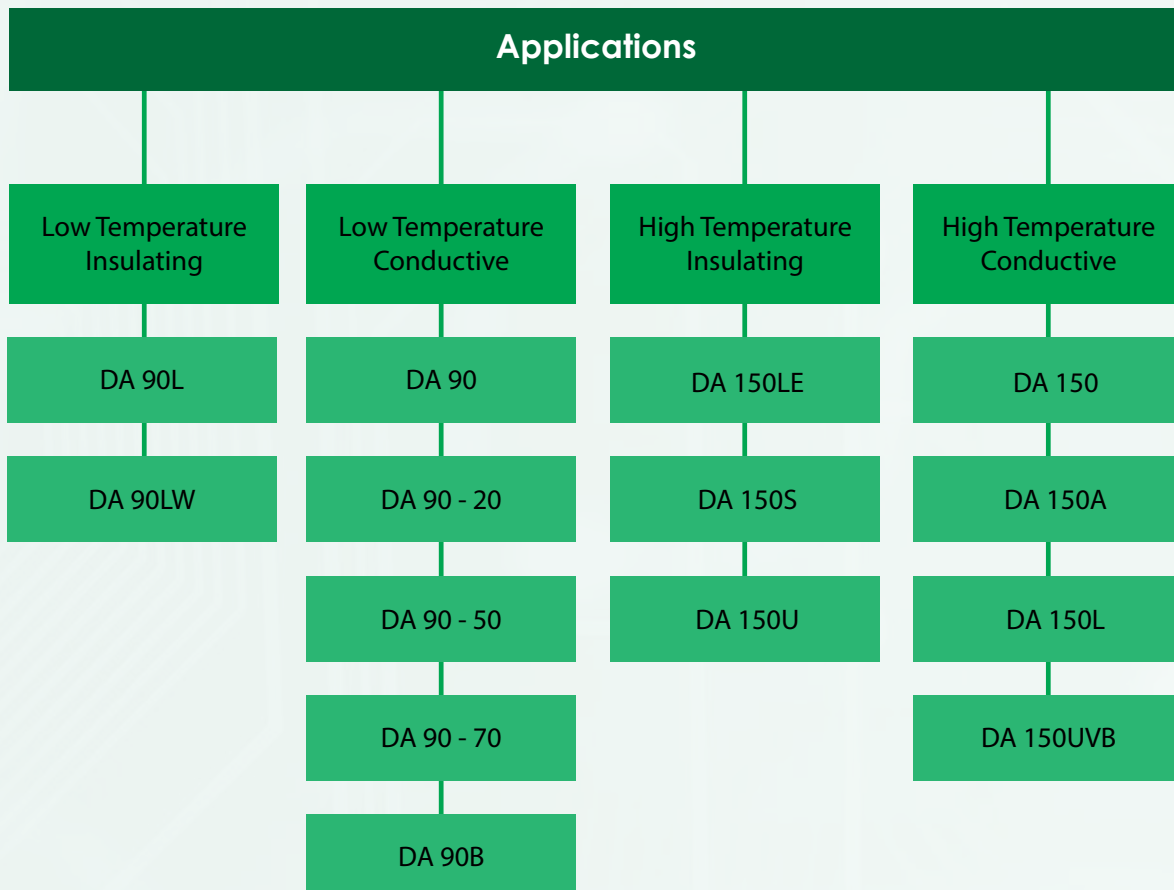 Applications
Low Temperature
Insulating
DA 90L
DA 90LW
Low Temperature
Conductive
DA 90
DA 90 - 20
DA 90 - 50
DA 90 - 70
DA 90B
High Temperature
Insulating
DA 150LE
DA 150S
DA 150U
High Temperature
Conductive
DA 150
DA 150A
DA 150L
DA 150UVB